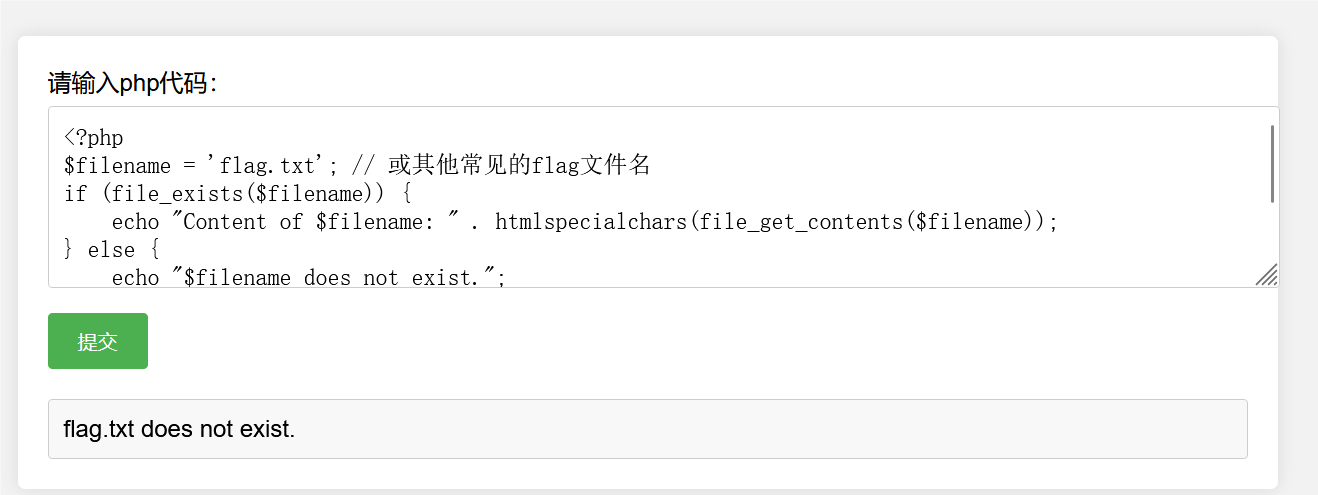 请输入php代码：
<?php
$filename = 'flag.txt'; // 或其他常见的flag文件名
if (file_exists($filename)) {
    echo "Content of $filename: " . htmlspecialchars(file_get_contents($filename));
} else {
    echo "$filename does not exist.";
提交
flag.txt does not exist.